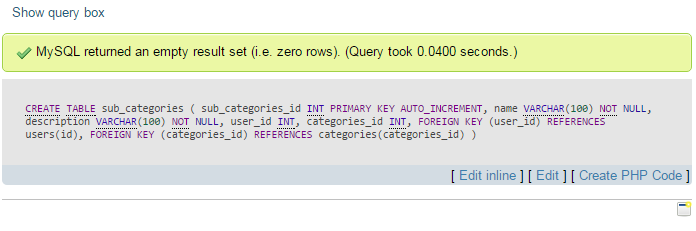 Show query box
MySQL returned an empty result set (i.e. zero rows). (Query took 0.0400 seconds.)
CREATE TABLE sub_categories ( sub_categories_id INT PRIMARY KEY AUTO_INCREMENT, name VARCHAR(100) NOT NULL,
description VARCHAR(100) NOT NULL, user_id INT, categories_id INT, FOREIGN KEY (user_id) REFERENCES
users(id), FOREIGN KEY (categories_id) REFERENCES categories(categories_id) )
[ Edit inline ] [ Edit ] [ Create PHP Code ]